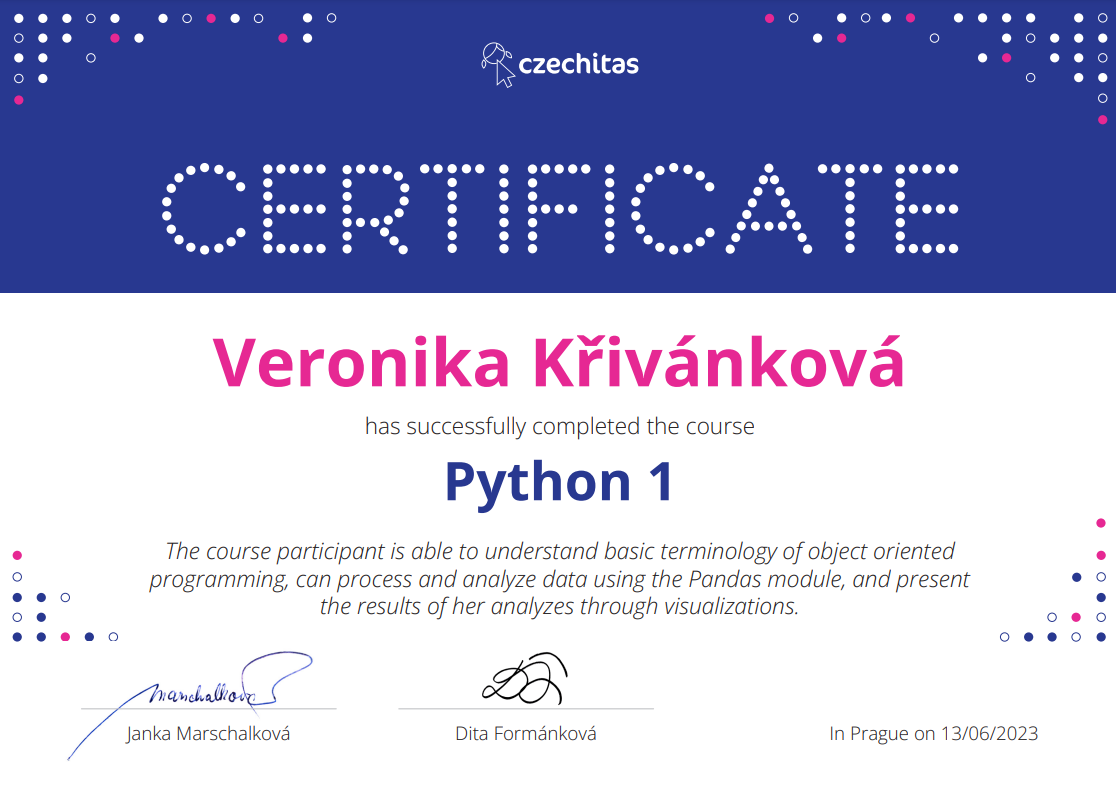 czechitas
CERTIFICATE
Veronika Křivánková
has successfully completed the course
Python 1
The course participant is able to understand basic terminology of object oriented
programming, can process and analyze data using the Pandas module, and present
the results of her analyzes through visualizations.
Marschalková
Janka Marschalková
Dita Formánková
In Prague on 13/06/2023